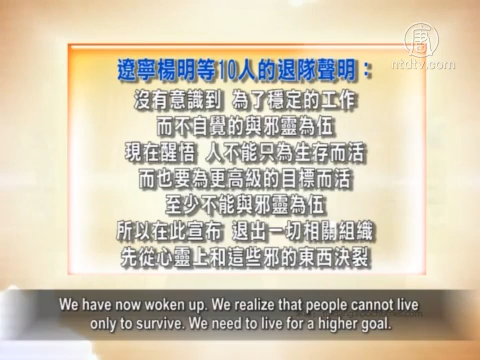 唐
ntdtv.com
遼寧楊明等10人的退隊聲明：
沒有意識到 為了穩定的工作
而不自覺的與邪靈為伍
現在醒悟 人不能只為生存而活
而也要為更高級的目標而活
至少不能與邪靈為伍
所以在此宣布 退出一切相關組織
先從心靈上和這些邪的東西決裂
We have now woken up. We realize that people cannot live
only to survive. We need to live for a higher goal.